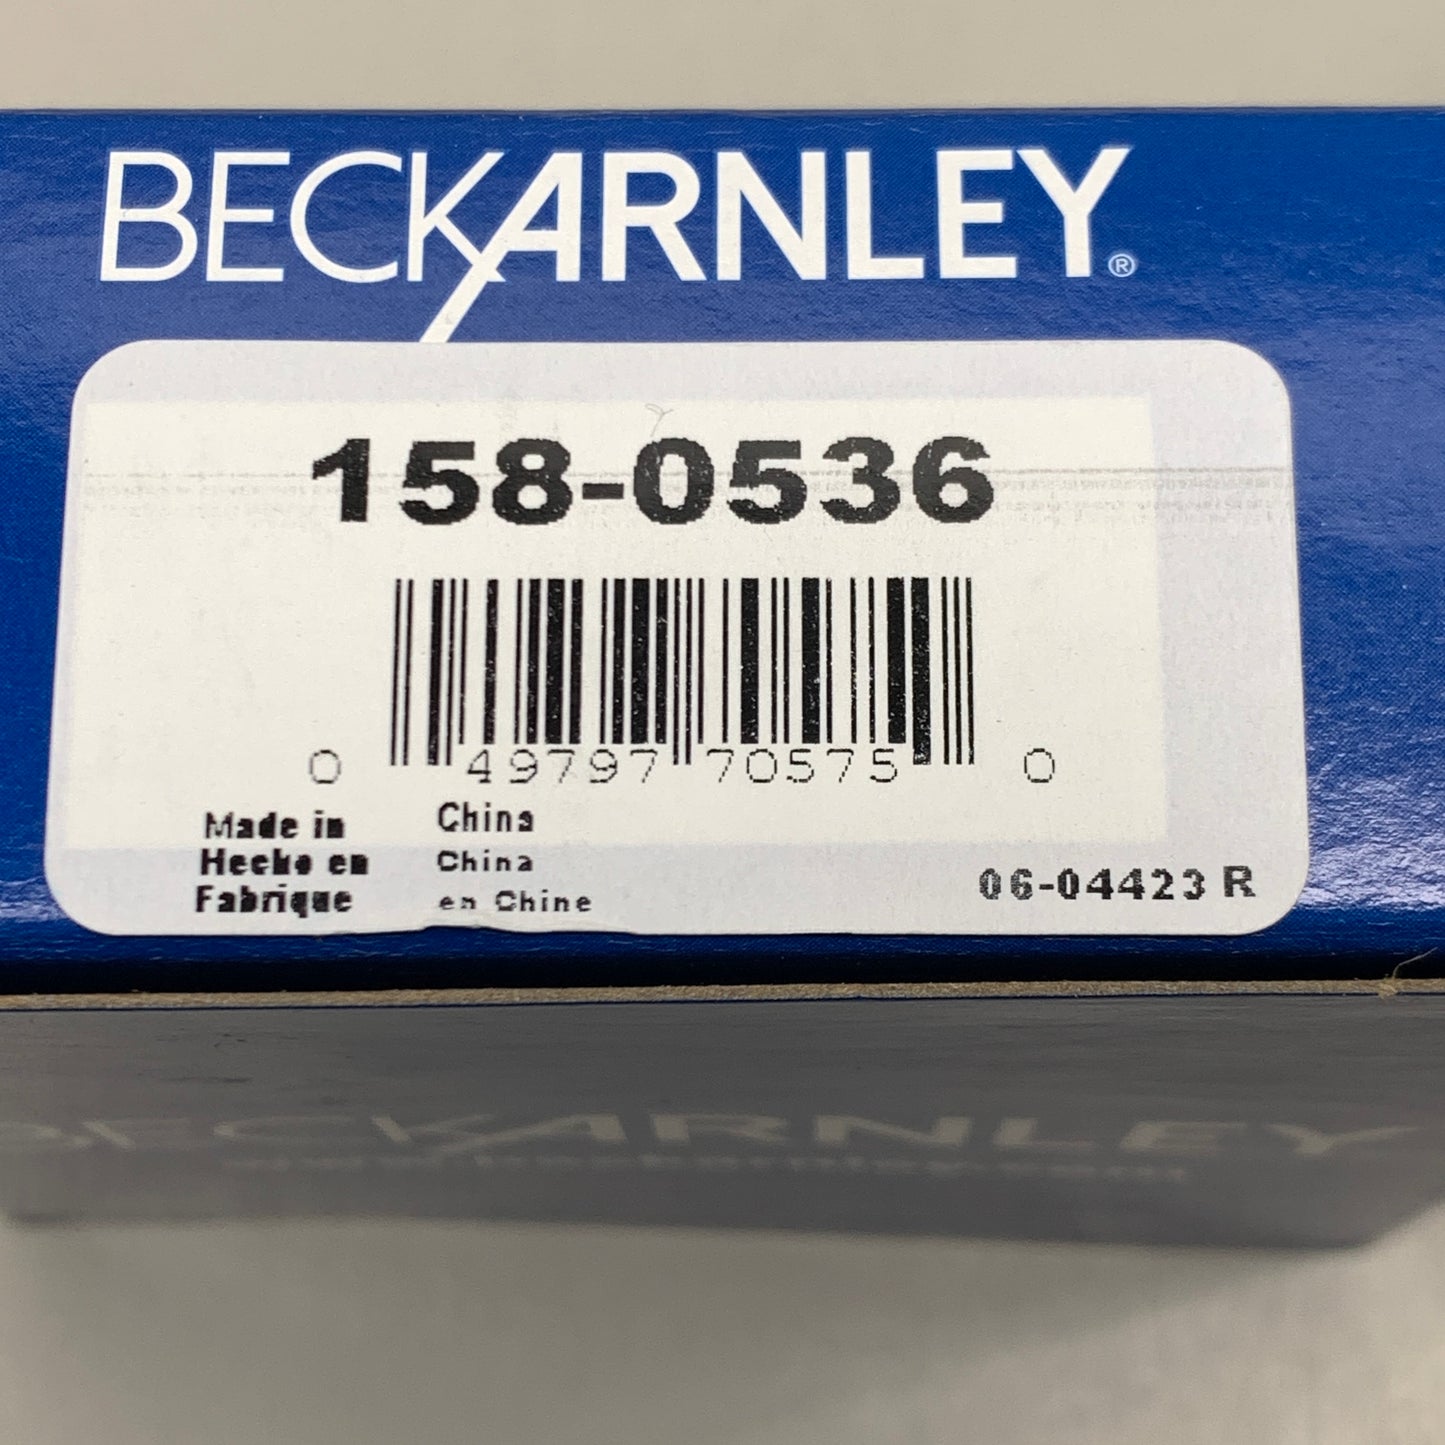 BECKARNLEY®
158-0536
0 49797 70575 0
Made in China
Hecho en China
Fabrique en Chine
06-04423 R
BECKARNLEY